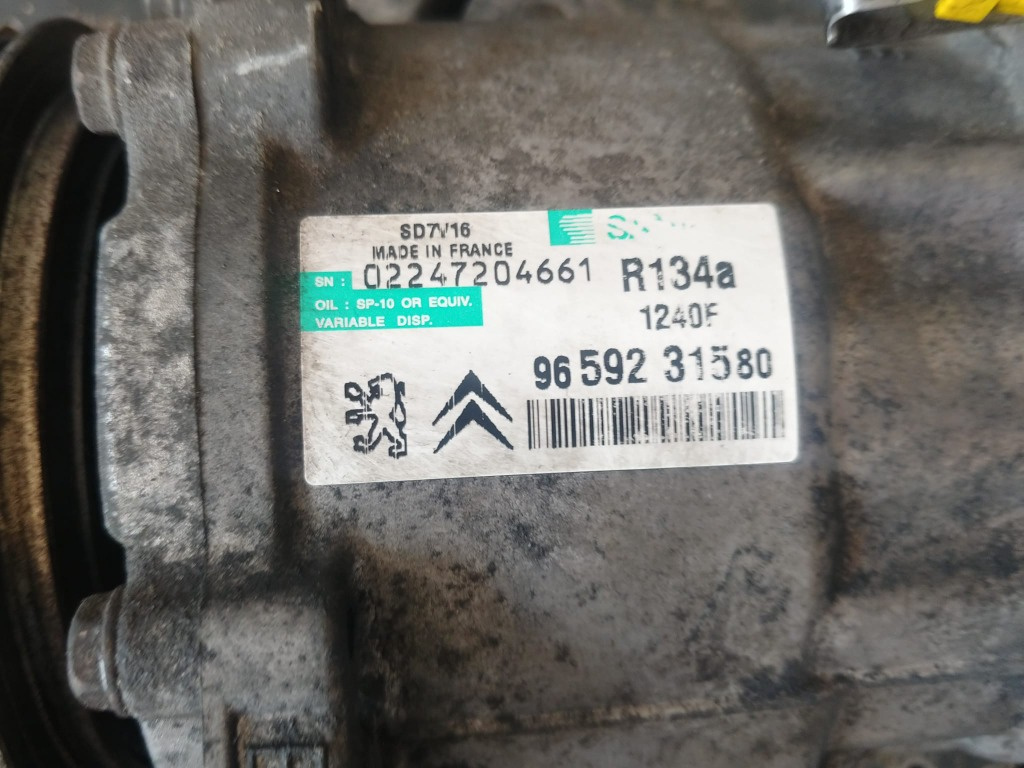 SD7V16
MADE IN FRANCE
SN : 02247204661
R134a
OIL : SP-10 OR EQUIV.
VARIABLE DISP.
1240F
96 592 31580